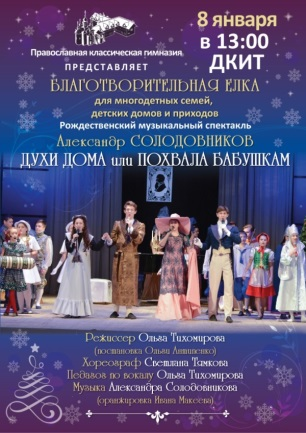 Православная классическая гимназия
ПРЕДСТАВЛЯЕТ
8 января
в 13:00
ДКИТ
БЛАГОТВОРИТЕЛЬНАЯ ЕЛКА
для многодетных семей,
детских домов и приходов
Рождественский музыкальный спектакль
Александр СОЛОДОВНИКОВ
ДУХИ ДОМА или ПОХВАЛА БАБУШКАМ
Режиссер Ольга Тихомирова
(постановка Ольги Антипенко)
Хореограф Светлана Тамкова
Педагог по вокалу Ольга Тихомирова
Музыка Александра Солодовникова
(оранжировка Ивана Макеева)